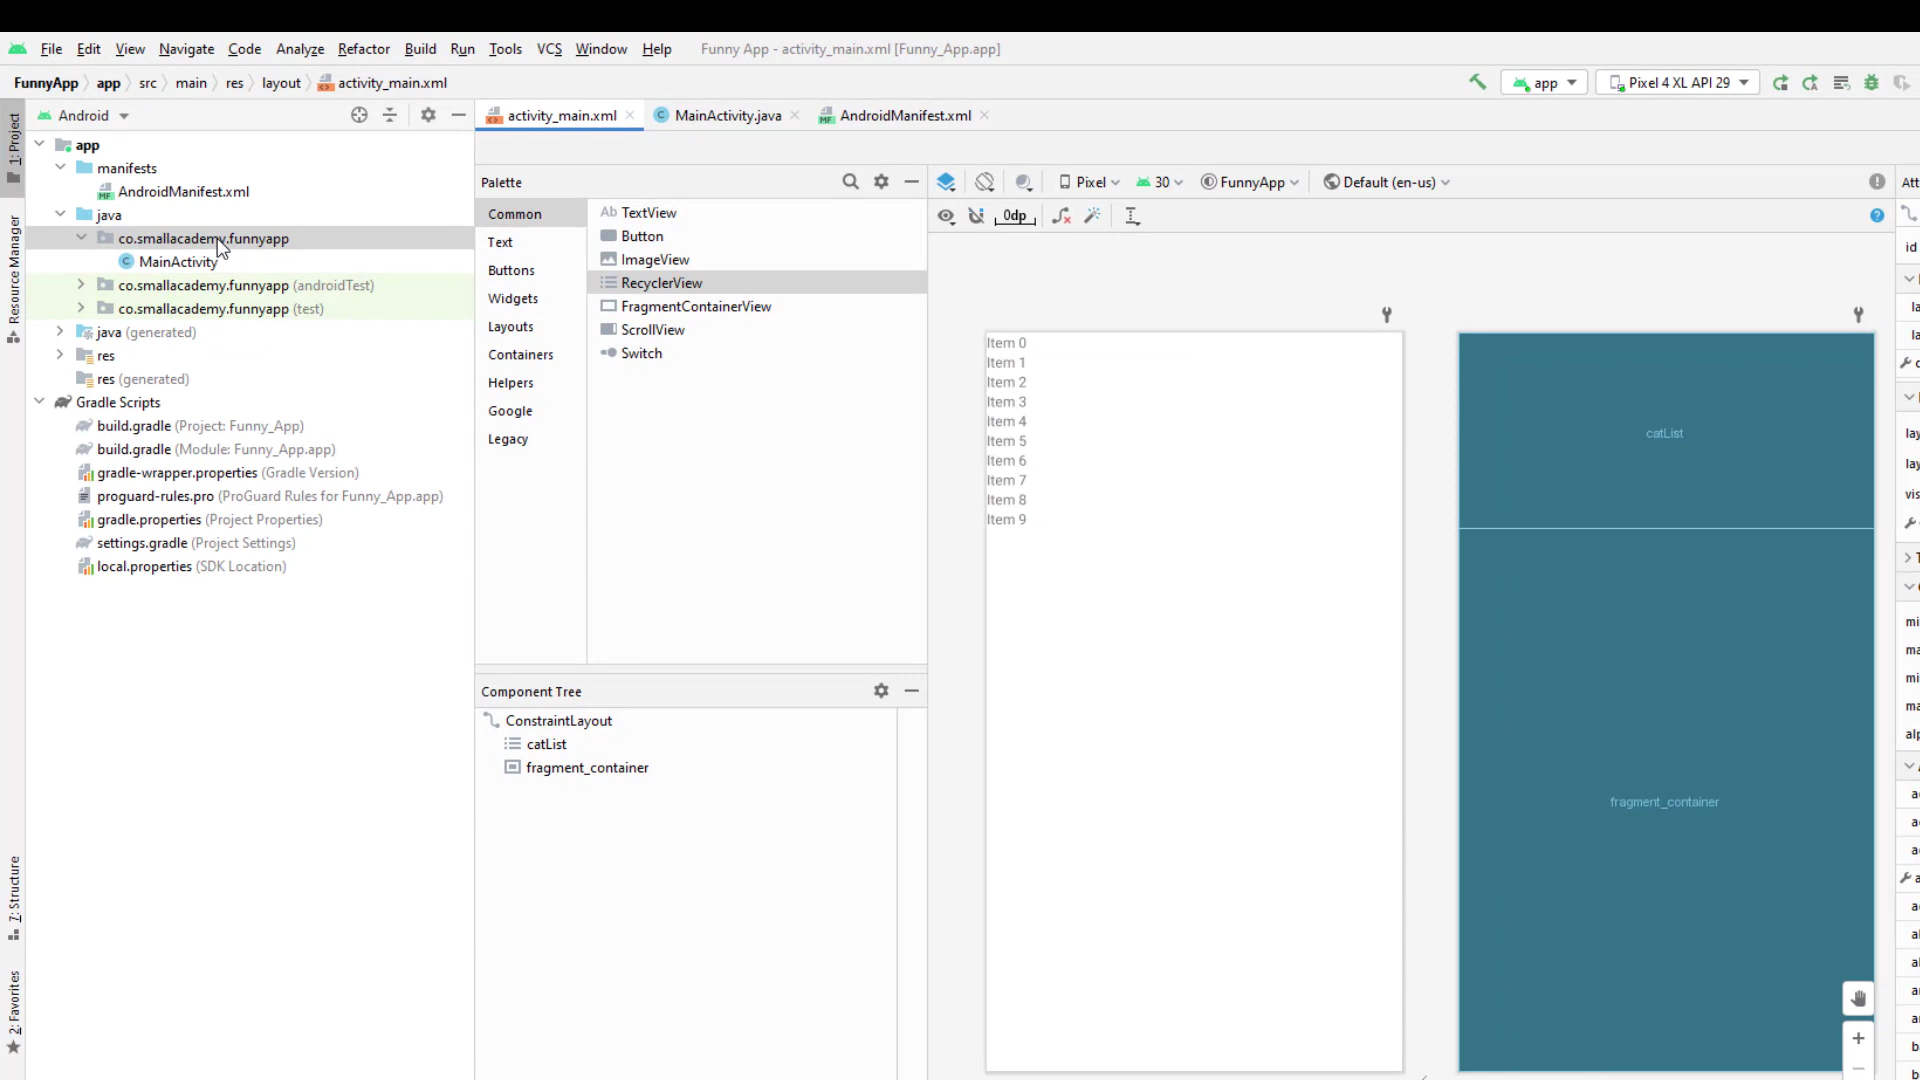 File Edit View Navigate Code Analyze Refactor Build Run Tools VCS Window Help Funny App - activity_main.xml [Funny_App.app]
FunnyApp app src main res layout activity_main.xml app Pixel 4 XL API 29
1: Project
Resource Manager
7: Structure
2: Favorites
Android
app
manifests
AndroidManifest.xml
java
co.smallacademy.funnyapp
MainActivity
co.smallacademy.funnyapp (androidTest)
co.smallacademy.funnyapp (test)
java (generated)
res
res (generated)
Gradle Scripts
build.gradle (Project: Funny_App)
build.gradle (Module: Funny_App.app)
gradle-wrapper.properties (Gradle Version)
proguard-rules.pro (ProGuard Rules for Funny_App.app)
gradle.properties (Project Properties)
settings.gradle (Project Settings)
local.properties (SDK Location)
activity_main.xml MainActivity.java AndroidManifest.xml
Palette
Common
Text
Buttons
Widgets
Layouts
Containers
Helpers
Google
Legacy
Ab TextView
Button
ImageView
RecyclerView
FragmentContainerView
ScrollView
Switch
Component Tree
ConstraintLayout
catList
fragment_container
Pixel 30 FunnyApp Default (en-us)
0dp
Item 0
Item 1
Item 2
Item 3
Item 4
Item 5
Item 6
Item 7
Item 8
Item 9
catList
fragment_container
Att
id